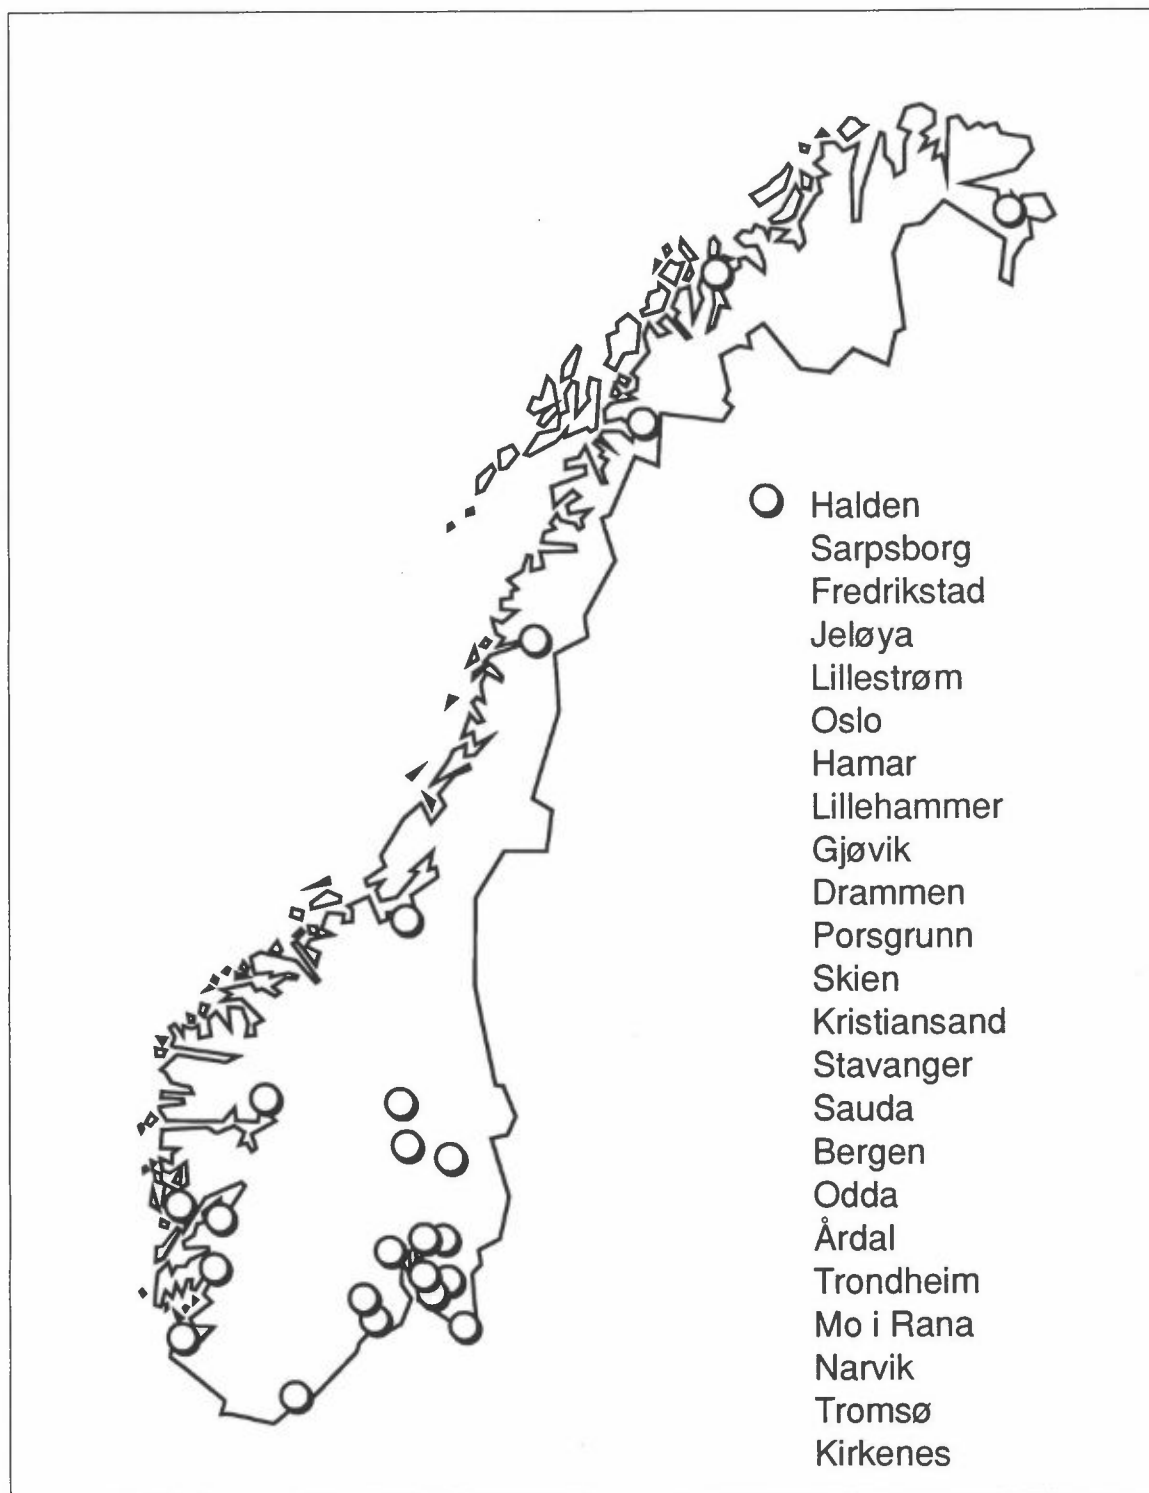 Halden
Sarpsborg
Fredrikstad
Jeløya
Lillestrøm
Oslo
Hamar
Lillehammer
Gjøvik
Drammen
Porsgrunn
Skien
Kristiansand
Stavanger
Sauda
Bergen
Odda
Årdal
Trondheim
Mo i Rana
Narvik
Tromsø
Kirkenes